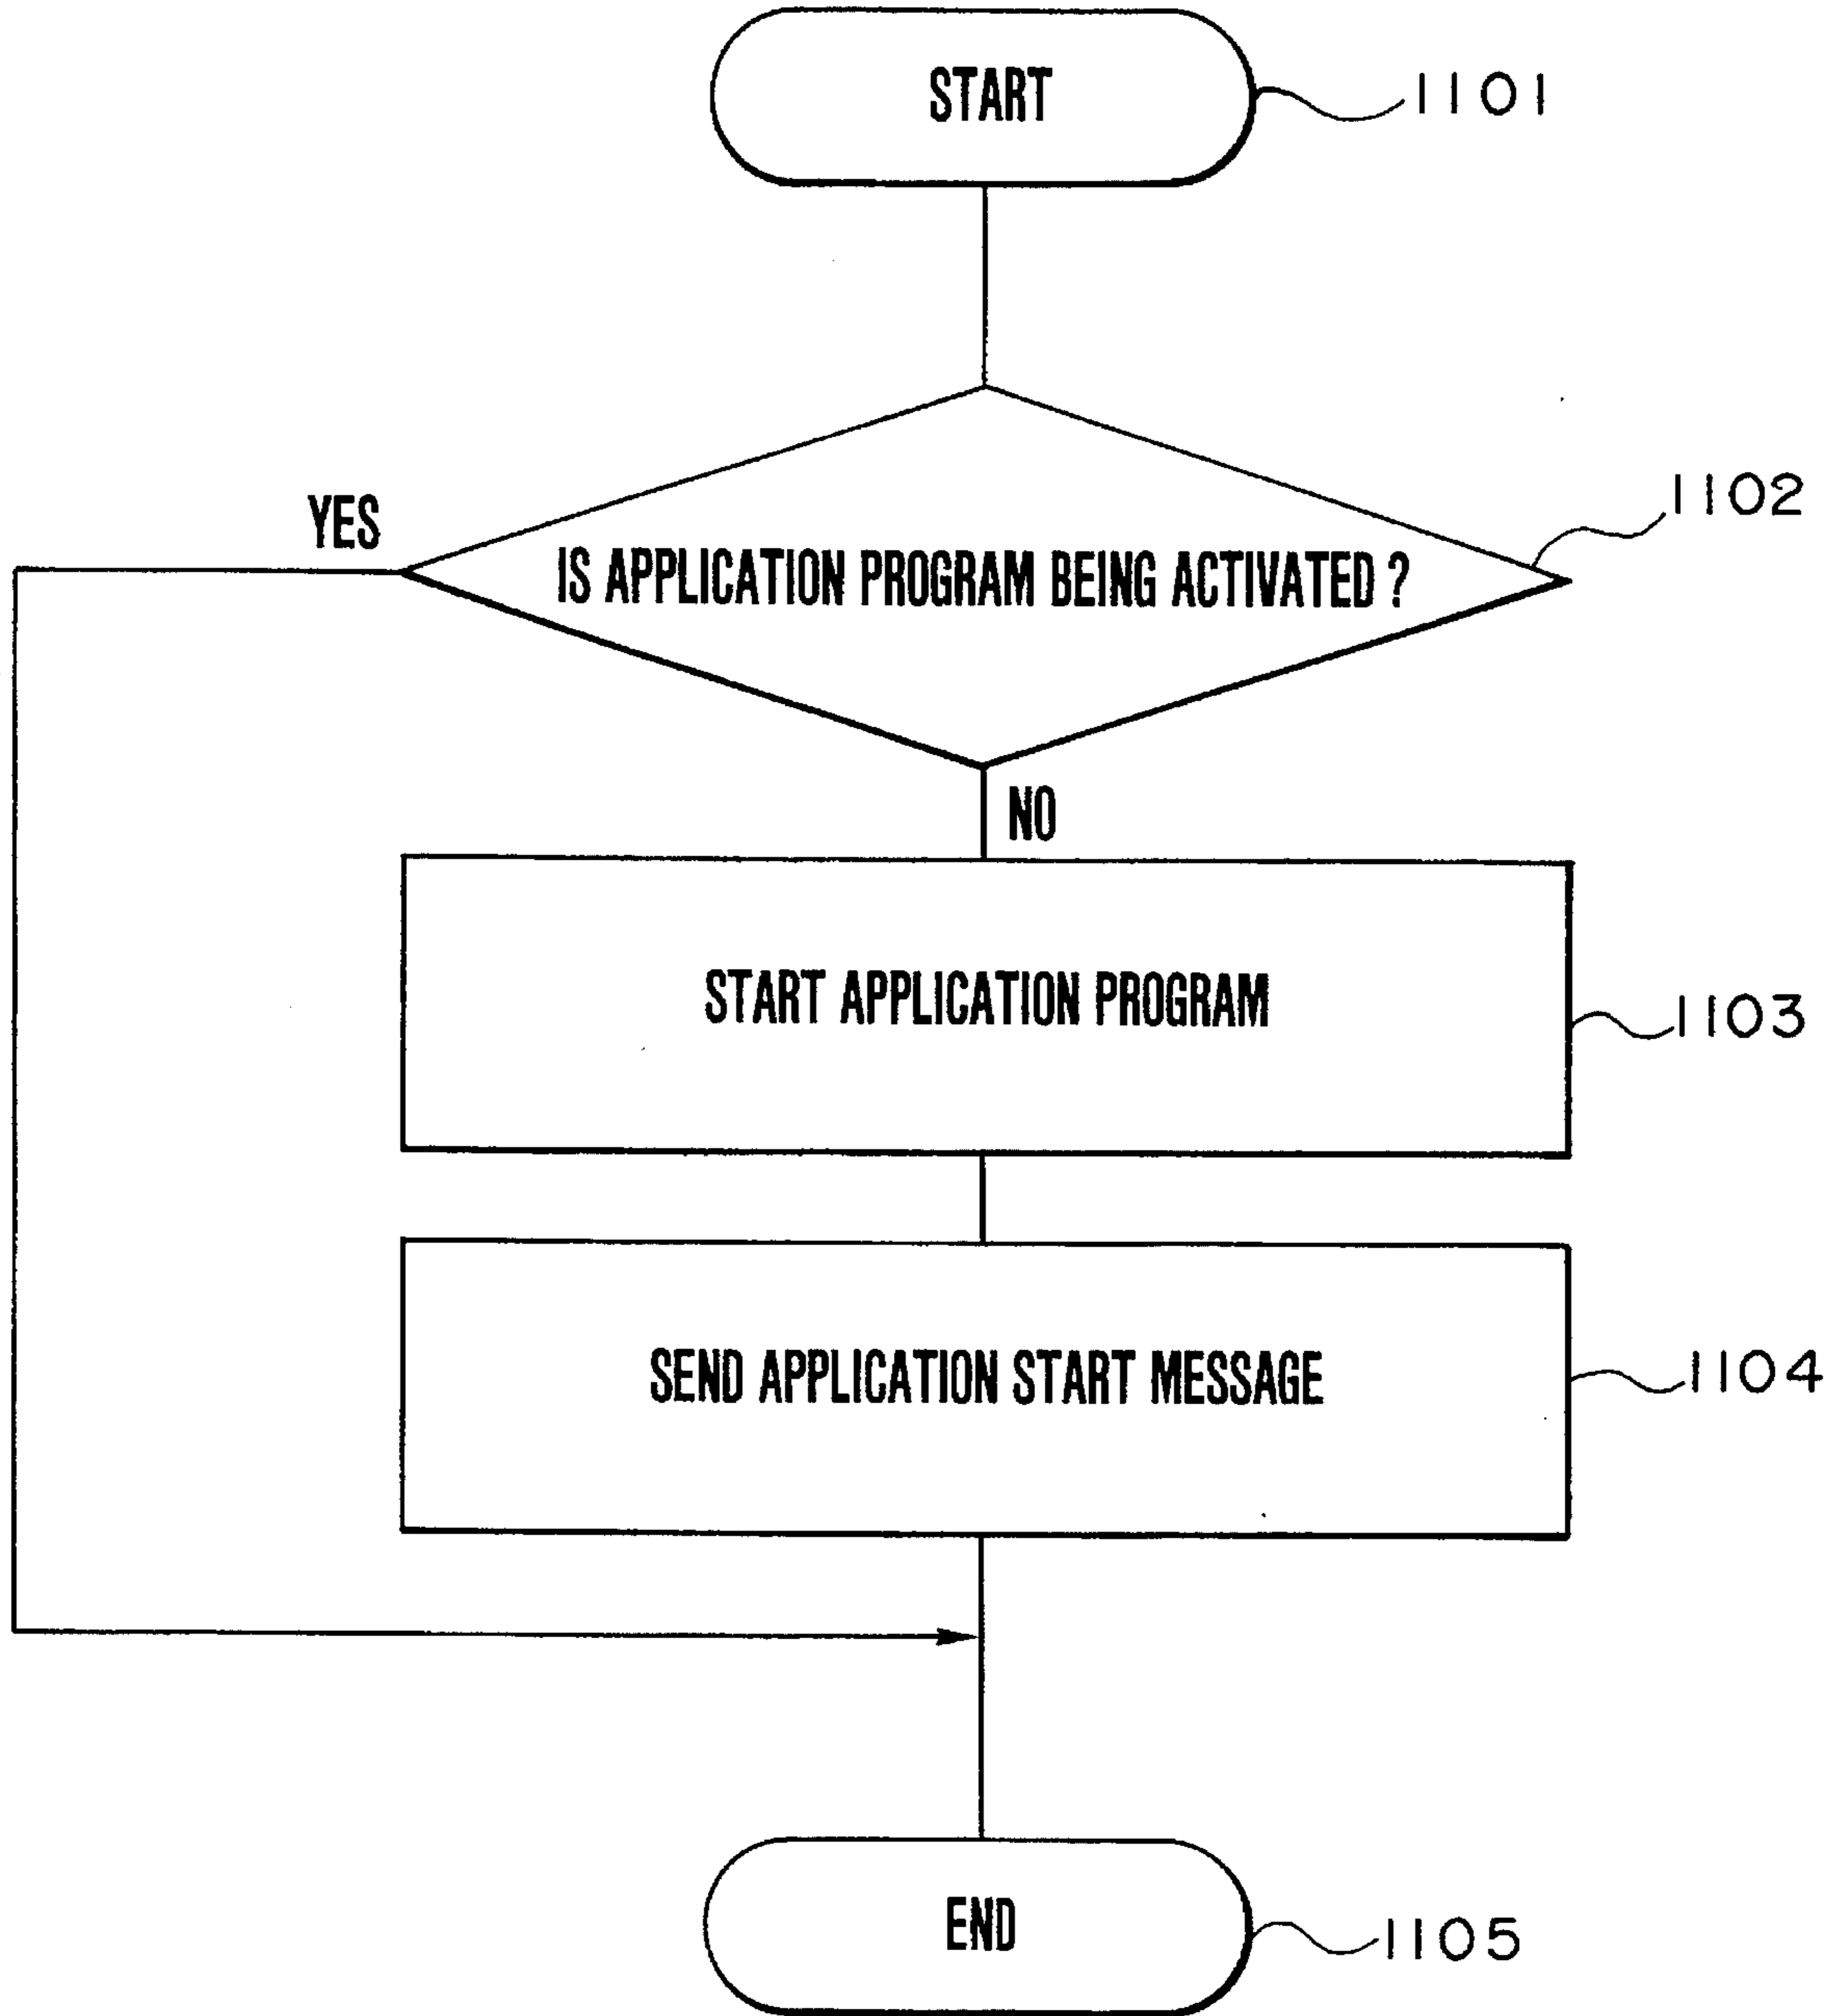 START
1101
YES
IS APPLICATION PROGRAM BEING ACTIVATED ?
1102
NO
START APPLICATION PROGRAM
1103
SEND APPLICATION START MESSAGE
1104
END
1105